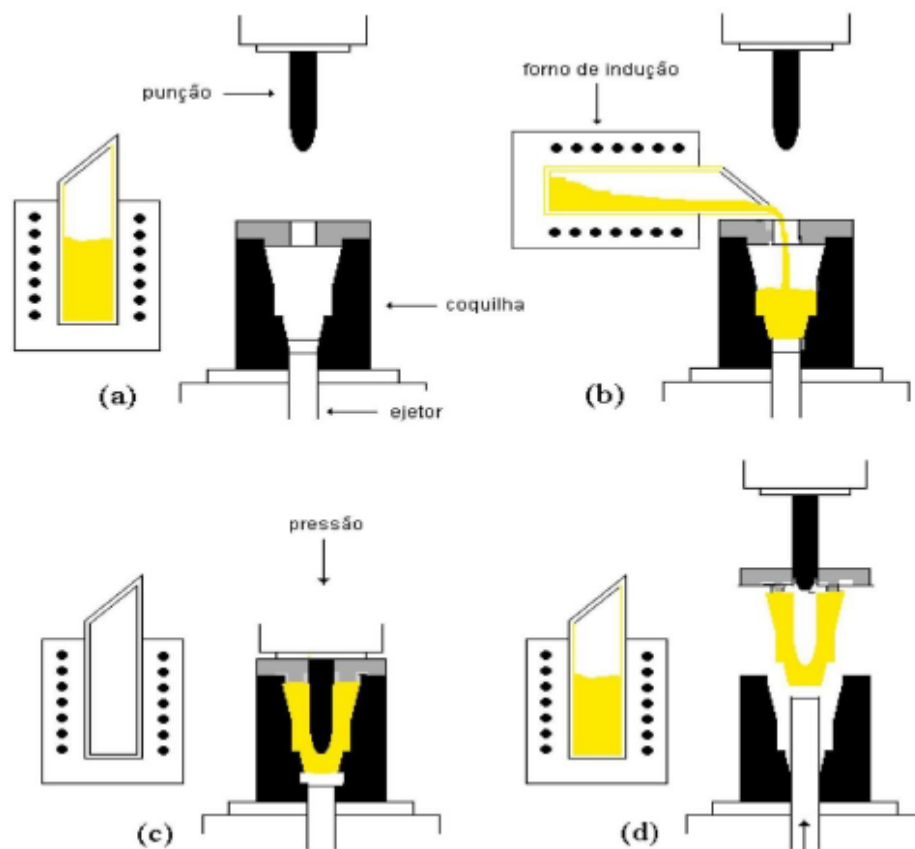 punção
forno de indução
coquilha
(a)
ejetor
(b)
pressão
(c)
(d)